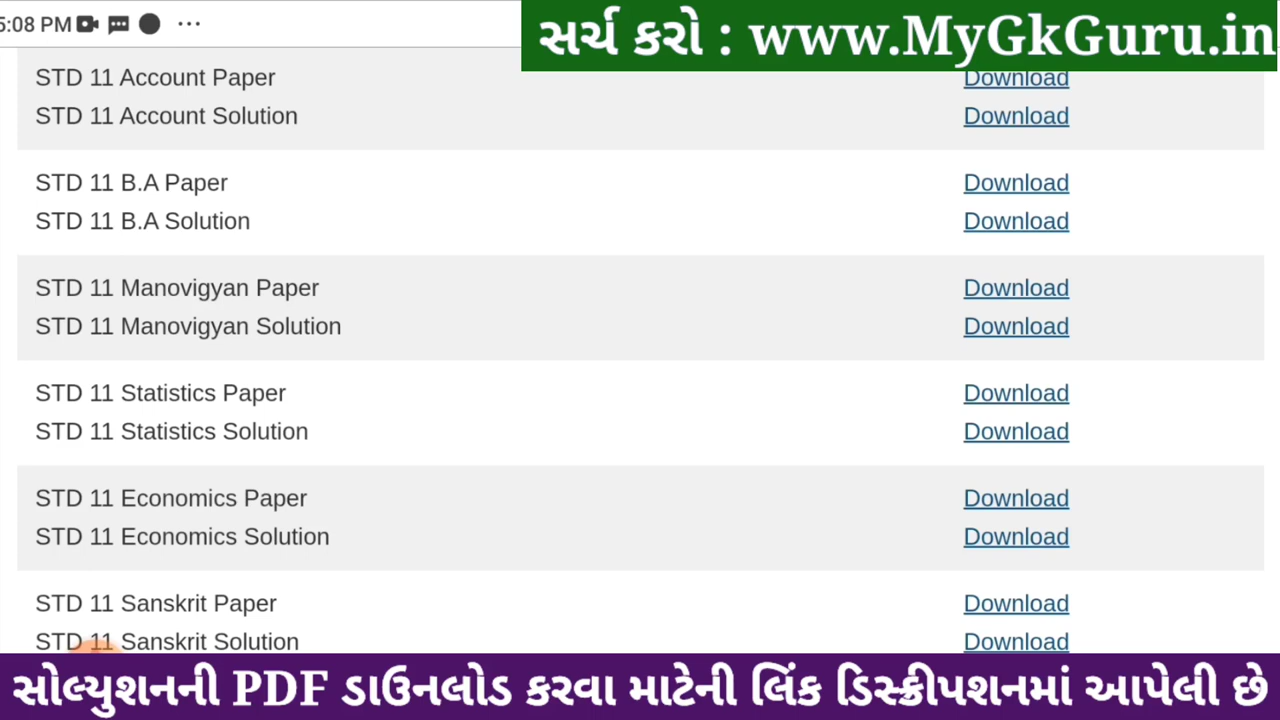 5:08 PM
સર્ચ કરો : www.MyGkGuru.in
STD 11 Account Paper Download
STD 11 Account Solution Download
STD 11 B.A Paper Download
STD 11 B.A Solution Download
STD 11 Manovigyan Paper Download
STD 11 Manovigyan Solution Download
STD 11 Statistics Paper Download
STD 11 Statistics Solution Download
STD 11 Economics Paper Download
STD 11 Economics Solution Download
STD 11 Sanskrit Paper Download
STD 11 Sanskrit Solution Download
સોલ્યુશનની PDF ડાઉનલોડ કરવા માટેની લિંક ડિસ્ક્રીપશનમાં આપેલી છે